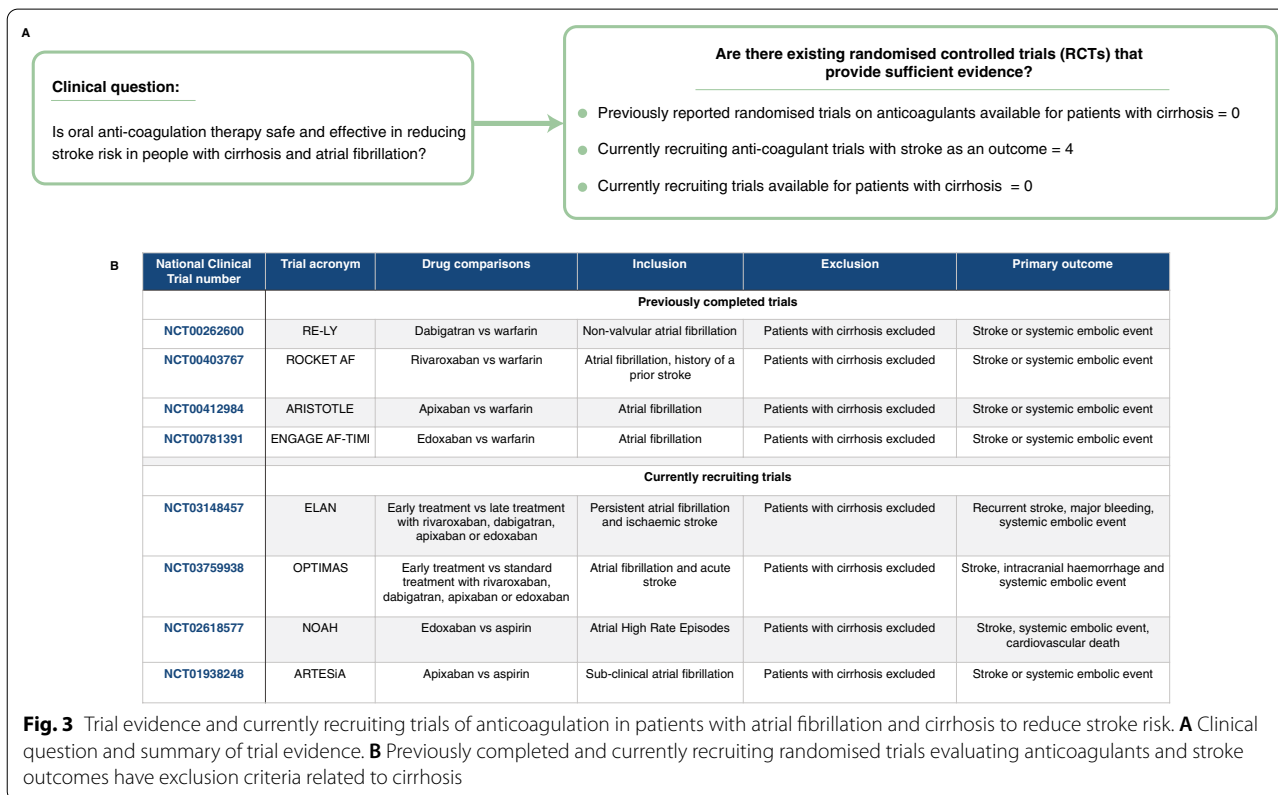 A
Clinical question:
Is oral anti-coagulation therapy safe and effective in reducing
stroke risk in people with cirrhosis and atrial fibrillation?
Are there existing randomised controlled trials (RCTs) that
provide sufficient evidence?
Previously reported randomised trials on anticoagulants available for patients with cirrhosis = 0
Currently recruiting anti-coagulant trials with stroke as an outcome = 4
Currently recruiting trials available for patients with cirrhosis = 0
B
National Clinical
Trial number
Trial acronym
Drug comparisons
Inclusion
Exclusion
Primary outcome
Previously completed trials
NCT00262600
RE-LY
Dabigatran vs warfarin
Non-valvular atrial fibrillation
Patients with cirrhosis excluded
Stroke or systemic embolic event
NCT00403767
ROCKET AF
Rivaroxaban vs warfarin
Atrial fibrillation, history of a
prior stroke
Patients with cirrhosis excluded
Stroke or systemic embolic event
NCT00412984
ARISTOTLE
Apixaban vs warfarin
Atrial fibrillation
Patients with cirrhosis excluded
Stroke or systemic embolic event
NCT00781391
ENGAGE AF-TIMI
Edoxaban vs warfarin
Atrial fibrillation
Patients with cirrhosis excluded
Stroke or systemic embolic event
Currently recruiting trials
NCT03148457
ELAN
Early treatment vs late treatment
with rivaroxaban, dabigatran,
apixaban or edoxaban
Persistent atrial fibrillation
and ischaemic stroke
Patients with cirrhosis excluded
Recurrent stroke, major bleeding,
systemic embolic event
NCT03759938
OPTIMAS
Early treatment vs standard
treatment with rivaroxaban,
dabigatran, apixaban or edoxaban
Atrial fibrillation and acute
stroke
Patients with cirrhosis excluded
Stroke, intracranial haemorrhage and
systemic embolic event
NCT02618577
NOAH
Edoxaban vs aspirin
Atrial High Rate Episodes
Patients with cirrhosis excluded
Stroke, systemic embolic event,
cardiovascular death
NCT01938248
ARTESiA
Apixaban vs aspirin
Sub-clinical atrial fibrillation
Patients with cirrhosis excluded
Stroke or systemic embolic event
Fig. 3 Trial evidence and currently recruiting trials of anticoagulation in patients with atrial fibrillation and cirrhosis to reduce stroke risk. A Clinical
question and summary of trial evidence. B Previously completed and currently recruiting randomised trials evaluating anticoagulants and stroke
outcomes have exclusion criteria related to cirrhosis